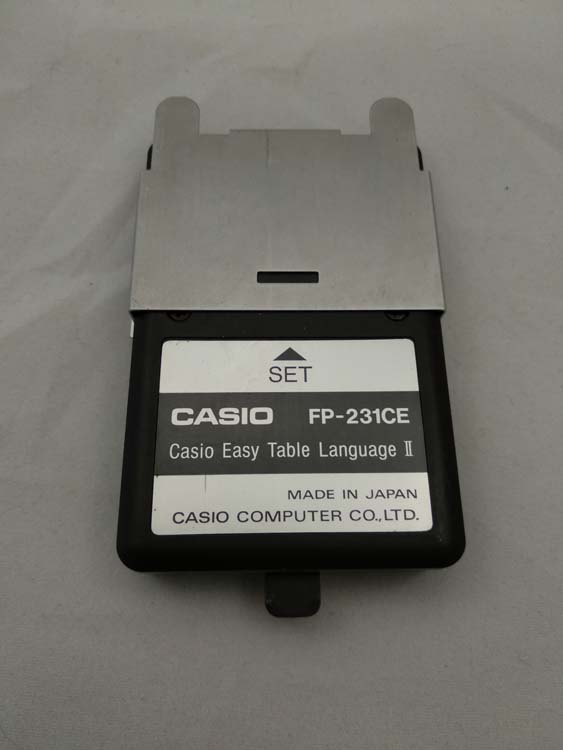 SET
CASIO FP-231CE
Casio Easy Table Language Ⅱ
MADE IN JAPAN
CASIO COMPUTER CO.,LTD.